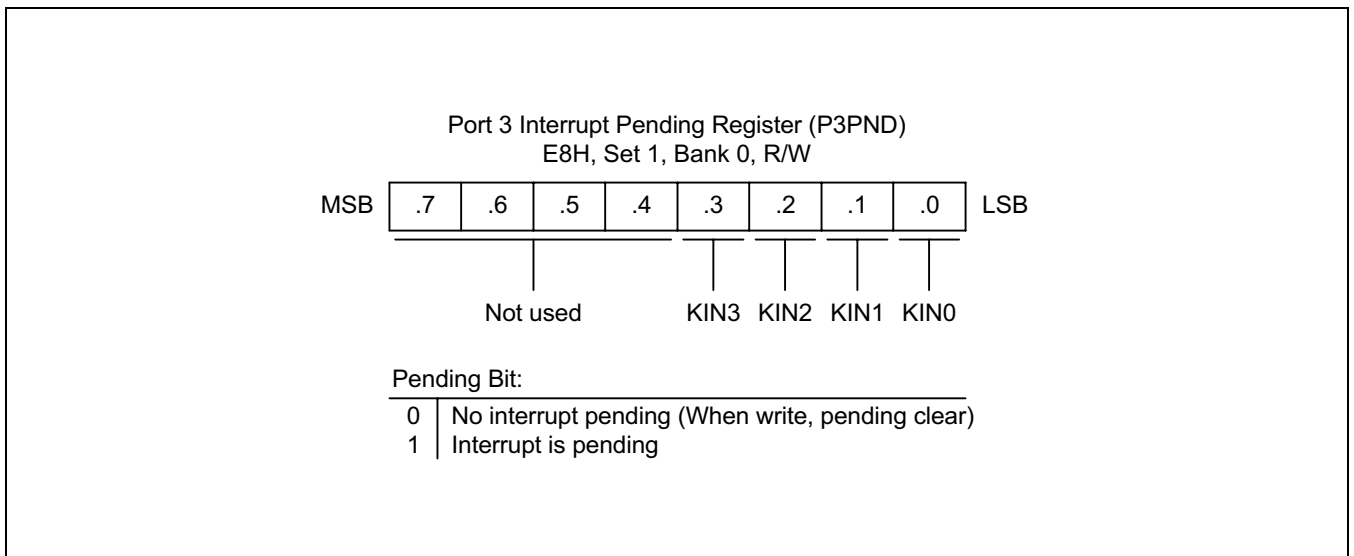 Port 3 Interrupt Pending Register (P3PND)
E8H, Set 1, Bank 0, R/W
MSB .7 .6 .5 .4 .3 .2 .1 .0 LSB
Not used KIN3 KIN2 KIN1 KIN0
Pending Bit:
0 No interrupt pending (When write, pending clear)
1 Interrupt is pending